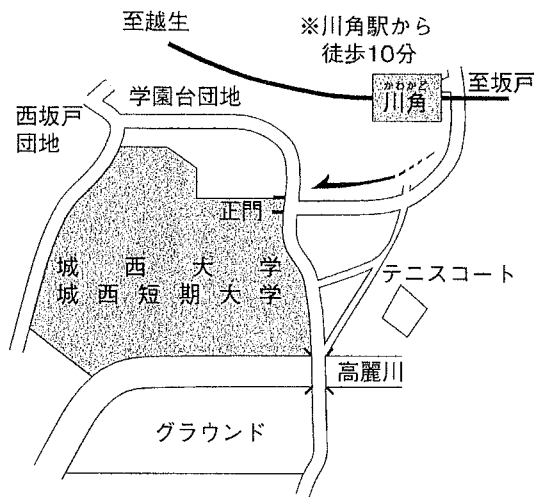 至越生
※川角駅から
徒歩10分
かわかど
川角
至坂戸
学園台団地
西坂戸
団地
正門
城西大学
城西短期大学
テニスコート
高麗川
グラウンド